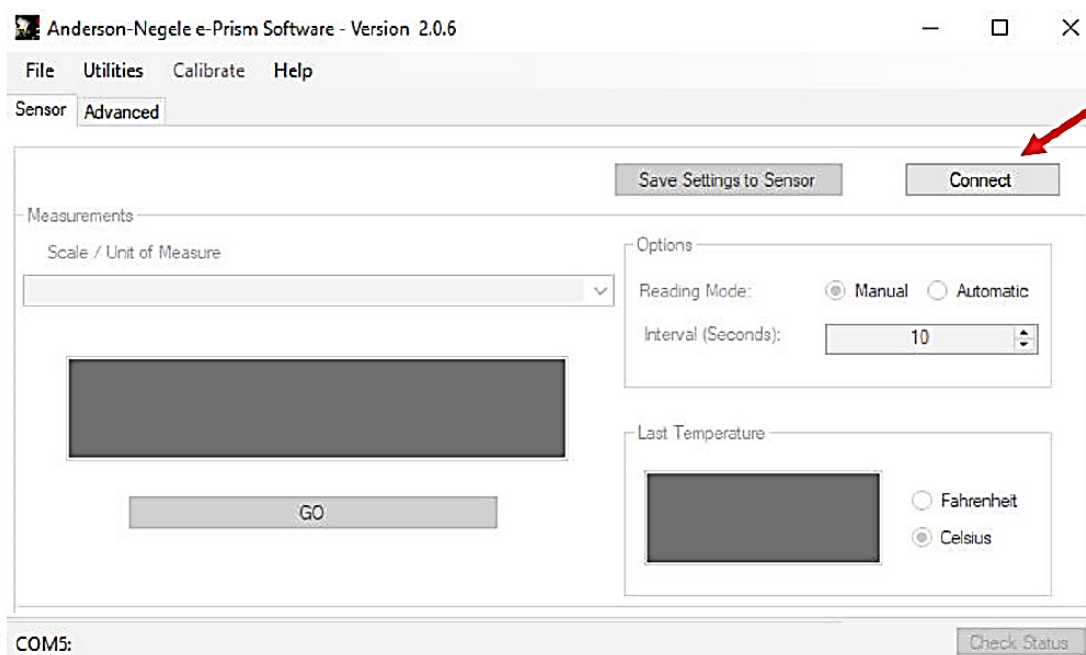 Anderson-Negele e-Prism Software - Version 2.0.6
File Utilities Calibrate Help
Sensor Advanced
Save Settings to Sensor Connect
Measurements
Scale / Unit of Measure
Options
Reading Mode: Manual Automatic
Interval (Seconds): 10
Last Temperature
GO
Fahrenheit
Celsius
COM5: Check Status